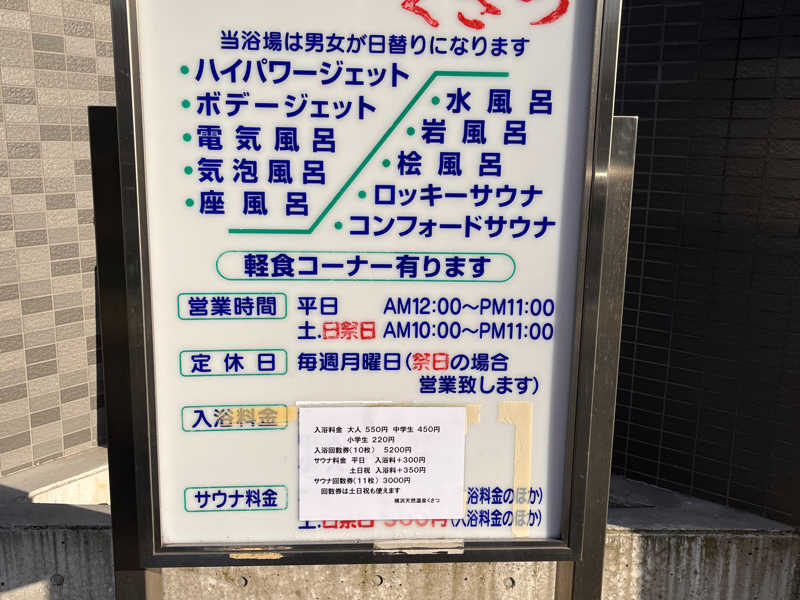 くさつ
当浴場は男女が日替りになります
・ハイパワージェット
・ボデージェット
・電気風呂
・気泡風呂
・座風呂
・水風呂
・岩風呂
・桧風呂
・ロッキーサウナ
・コンフォードサウナ
軽食コーナー有ります
営業時間 平日 AM12:00〜PM11:00
土.日祭日 AM10:00〜PM11:00
定休日 毎週月曜日(祭日の場合
営業致します)
入浴料金
入浴料金 大人 550円 中学生 450円
小学生 220円
入浴回数券(10枚) 5200円
サウナ料金 平日 入浴料+300円
土日祝 入浴料+350円
サウナ回数券(11枚) 3000円
回数券は土日祝も使えます
横浜天然温泉くさつ
サウナ料金
浴料金のほか)
土.日祭日 300円(入浴料金のほか)